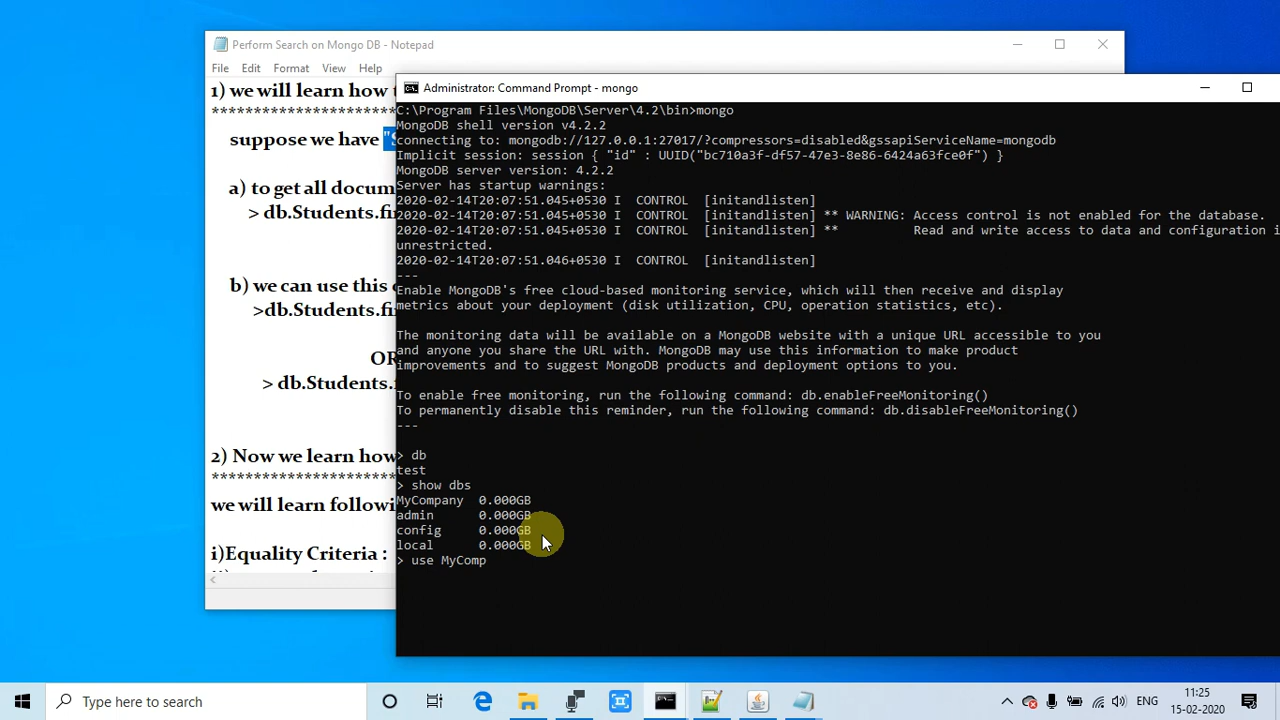 Perform Search on Mongo DB - Notepad
File Edit Format View Help
1) we will learn how
*************************
suppose we have "S
a) to get all docum
> db.Students.fi
b) we can use this
>db.Students.fi
OR
> db.Students.fi
2) Now we learn how
*************************
we will learn followi
i)Equality Criteria :
Administrator: Command Prompt - mongo
C:\Program Files\MongoDB\Server\4.2\bin>mongo
MongoDB shell version v4.2.2
connecting to: mongodb://127.0.0.1:27017/?compressors=disabled&gssapiServiceName=mongodb
Implicit session: session { "id" : UUID("bc710a3f-df57-47e3-8e86-6424a63fce0f") }
MongoDB server version: 4.2.2
Server has startup warnings:
2020-02-14T20:07:51.045+0530 I  CONTROL  [initandlisten]
2020-02-14T20:07:51.045+0530 I  CONTROL  [initandlisten] ** WARNING: Access control is not enabled for the database.
2020-02-14T20:07:51.045+0530 I  CONTROL  [initandlisten] **          Read and write access to data and configuration i
unrestricted.
2020-02-14T20:07:51.046+0530 I  CONTROL  [initandlisten]
---
Enable MongoDB's free cloud-based monitoring service, which will then receive and display
metrics about your deployment (disk utilization, CPU, operation statistics, etc).
The monitoring data will be available on a MongoDB website with a unique URL accessible to you
and anyone you share the URL with. MongoDB may use this information to make product
improvements and to suggest MongoDB products and deployment options to you.
To enable free monitoring, run the following command: db.enableFreeMonitoring()
To permanently disable this reminder, run the following command: db.disableFreeMonitoring()
---
> db
test
> show dbs
MyCompany  0.000GB
admin      0.000GB
config     0.000GB
local      0.000GB
> use MyComp
Type here to search
ENG
11:25
15-02-2020